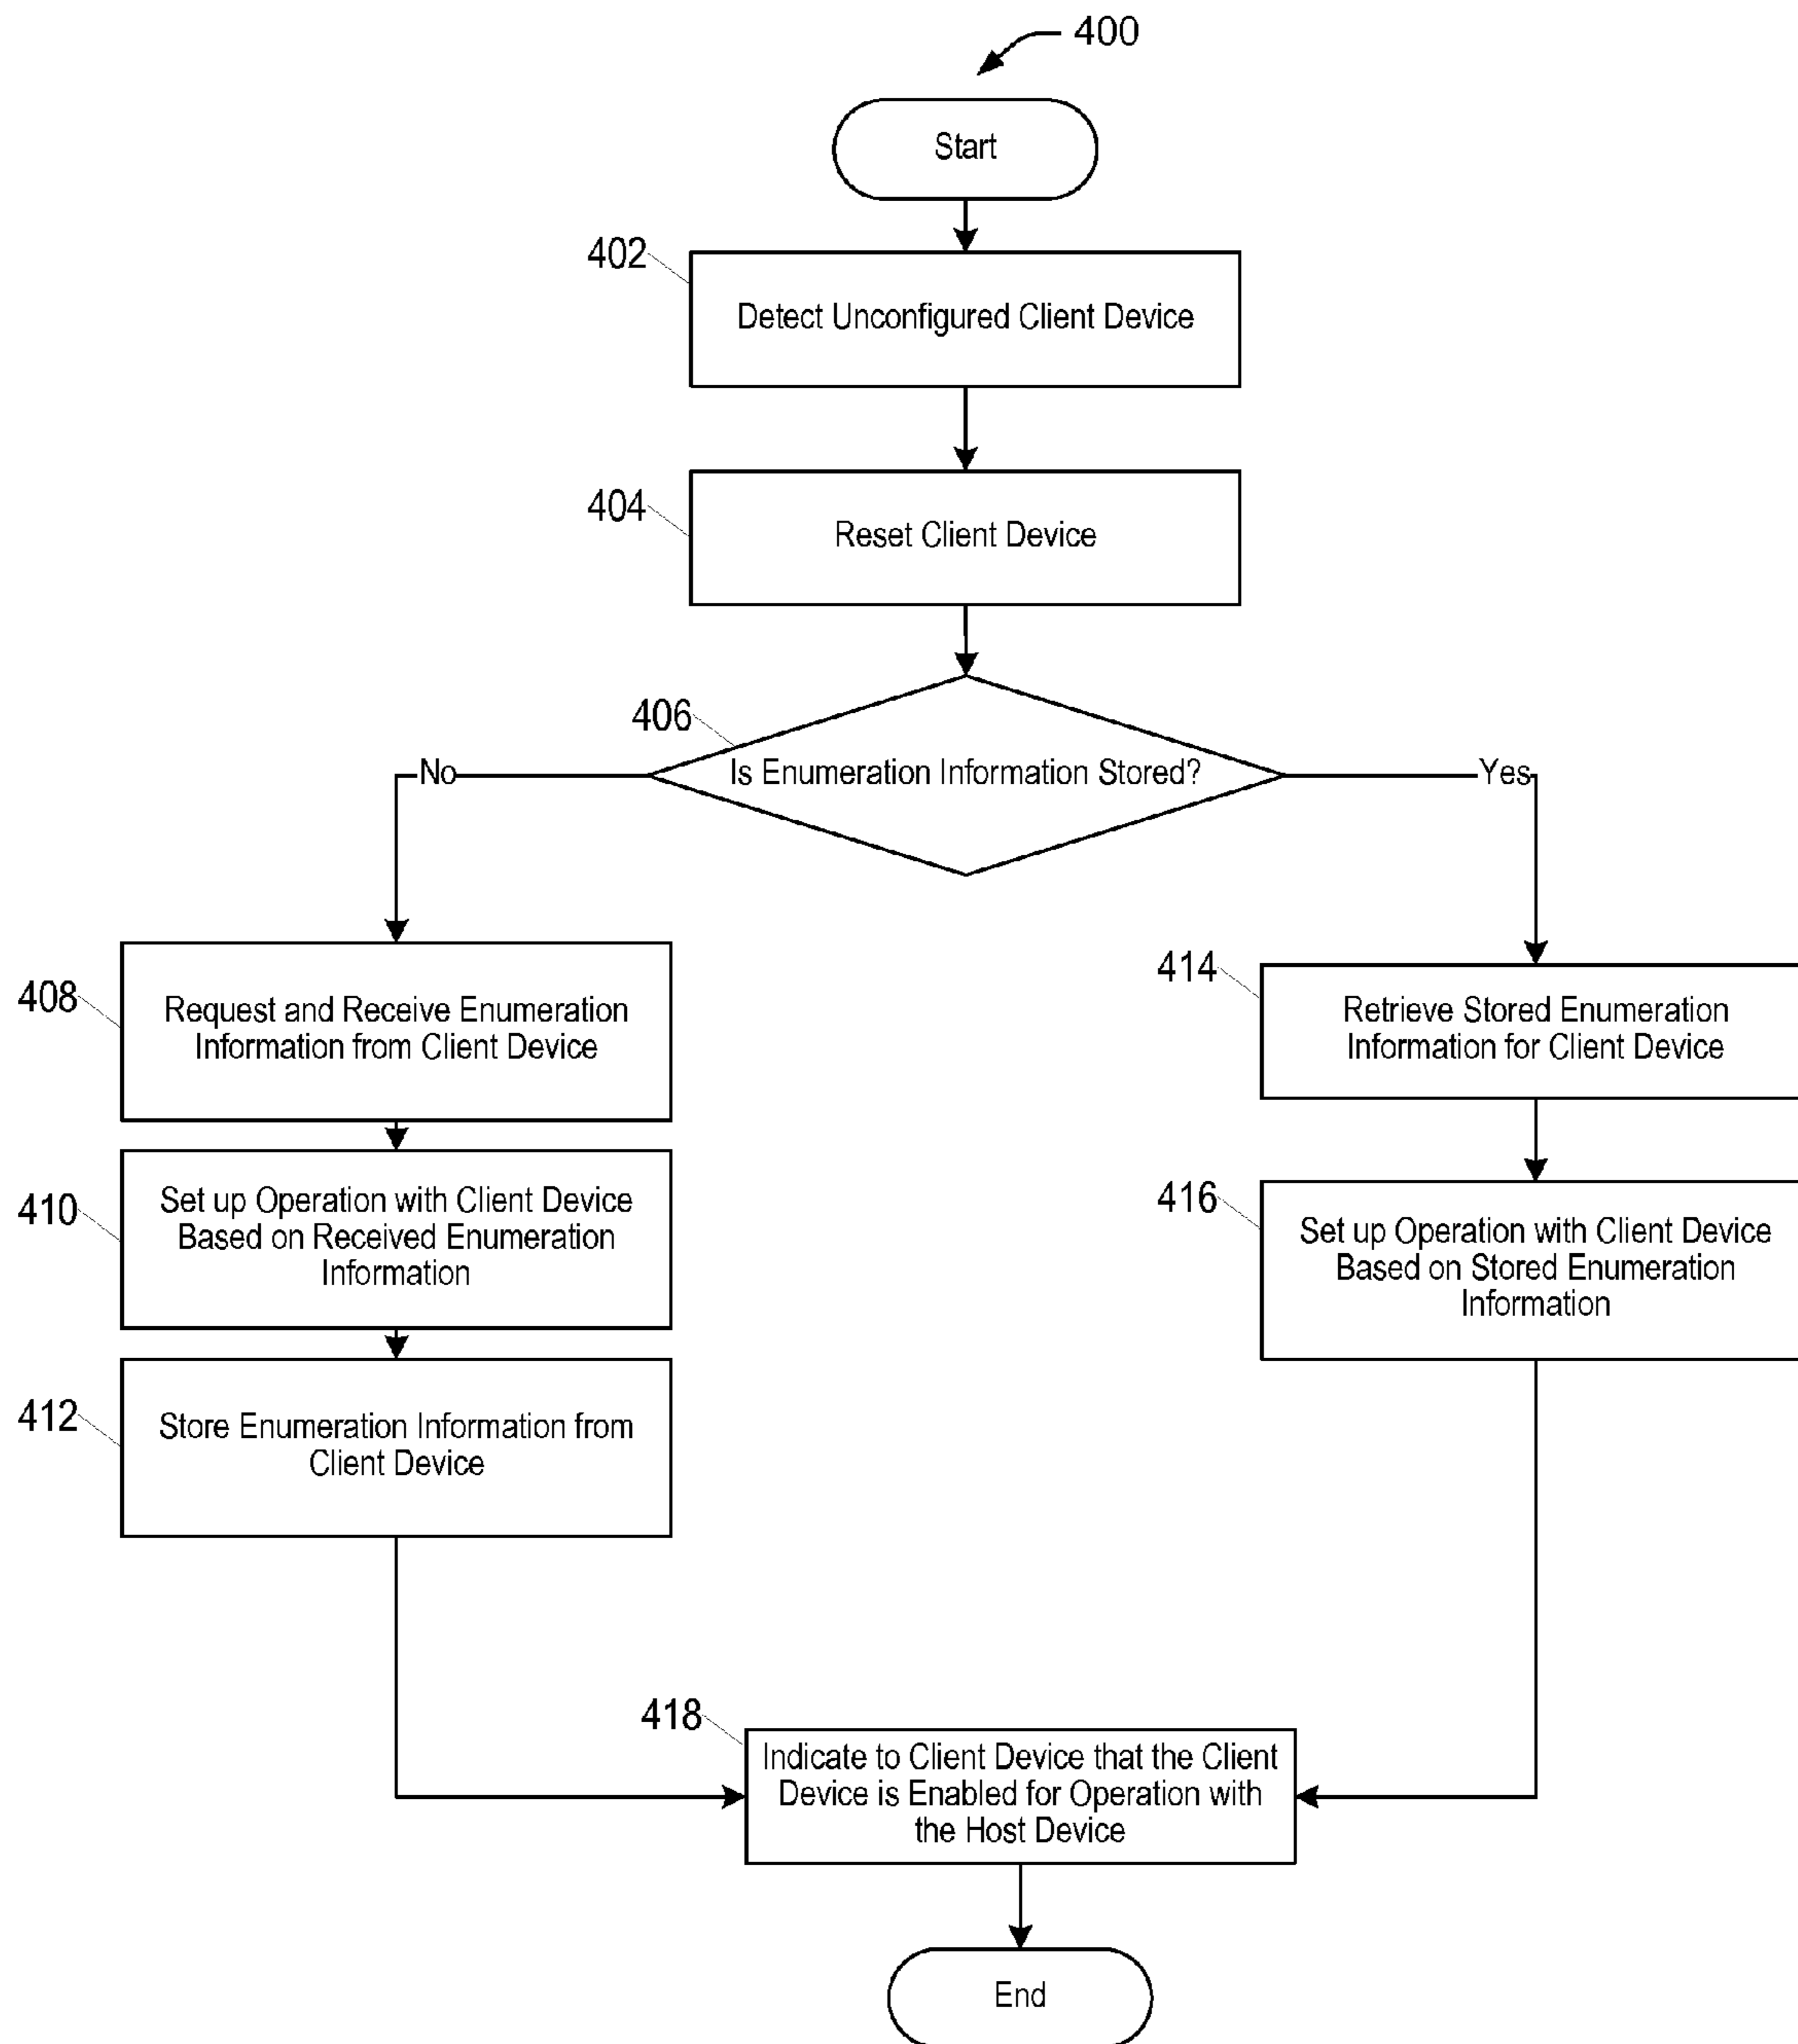 400
Start
402
Detect Unconfigured Client Device
404
Reset Client Device
406
Is Enumeration Information Stored?
No
Yes
408
Request and Receive Enumeration
Information from Client Device
410
Set up Operation with Client Device
Based on Received Enumeration
Information
412
Store Enumeration Information from
Client Device
414
Retrieve Stored Enumeration
Information for Client Device
416
Set up Operation with Client Device
Based on Stored Enumeration
Information
418
Indicate to Client Device that the Client
Device is Enabled for Operation with
the Host Device
End